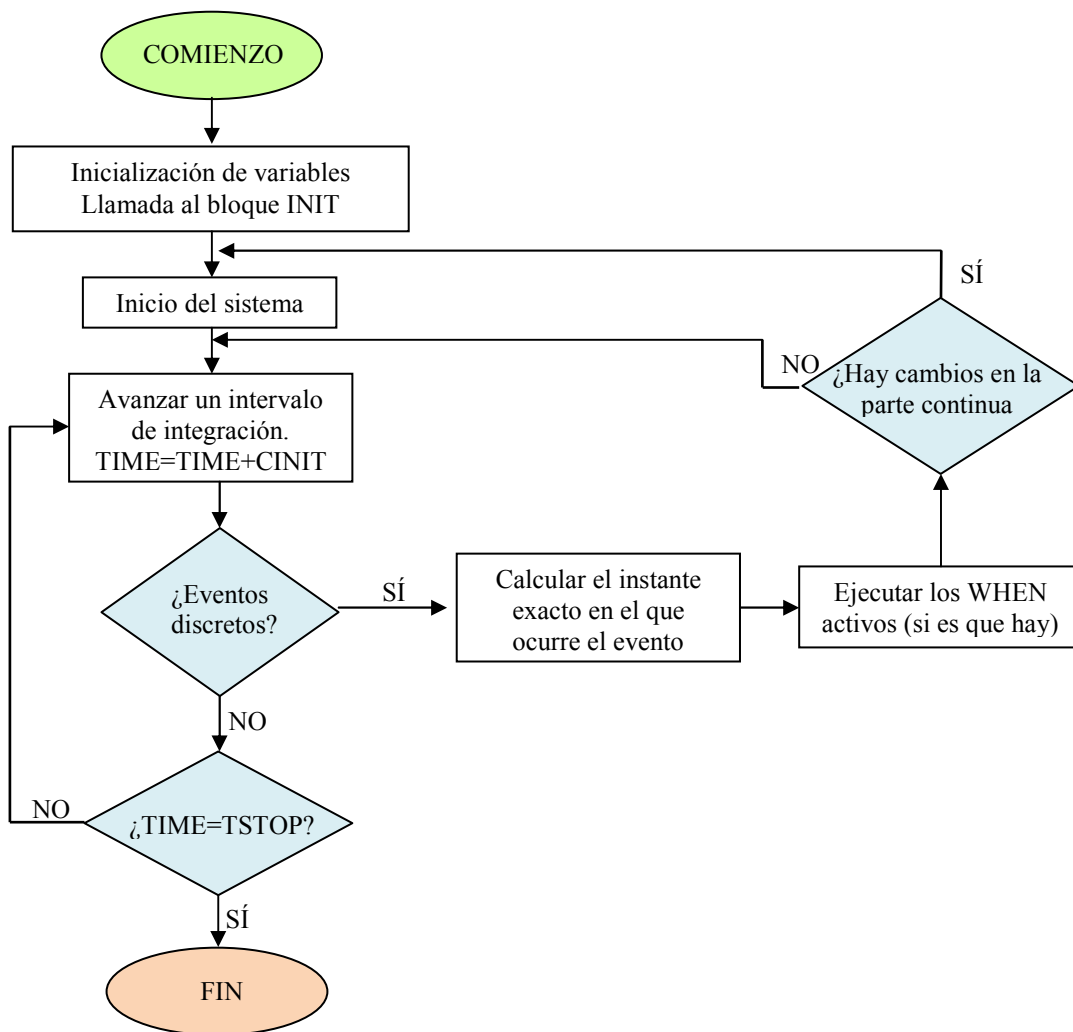 COMIENZO
Inicialización de variables
Llamada al bloque INIT
SÍ
Inicio del sistema
NO
¿Hay cambios en la
parte continua
Avanzar un intervalo
de integración.
TIME=TIME+CINIT
¿Eventos
discretos?
SÍ
Calcular el instante
exacto en el que
ocurre el evento
Ejecutar los WHEN
activos (si es que hay)
NO
NO
¿TIME=TSTOP?
SÍ
FIN